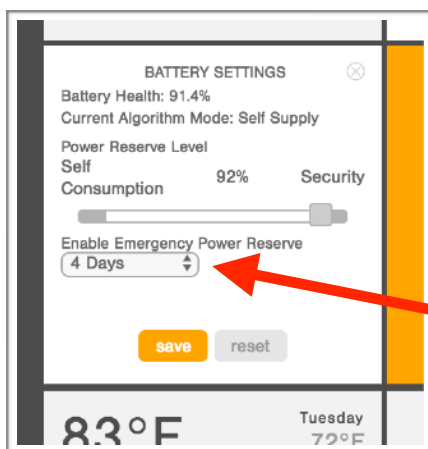 BATTERY SETTINGS
Battery Health: 91.4%
Current Algorithm Mode: Self Supply
Power Reserve Level
Self Consumption 92% Security
Enable Emergency Power Reserve
4 Days
save reset
83°F Tuesday
72°F